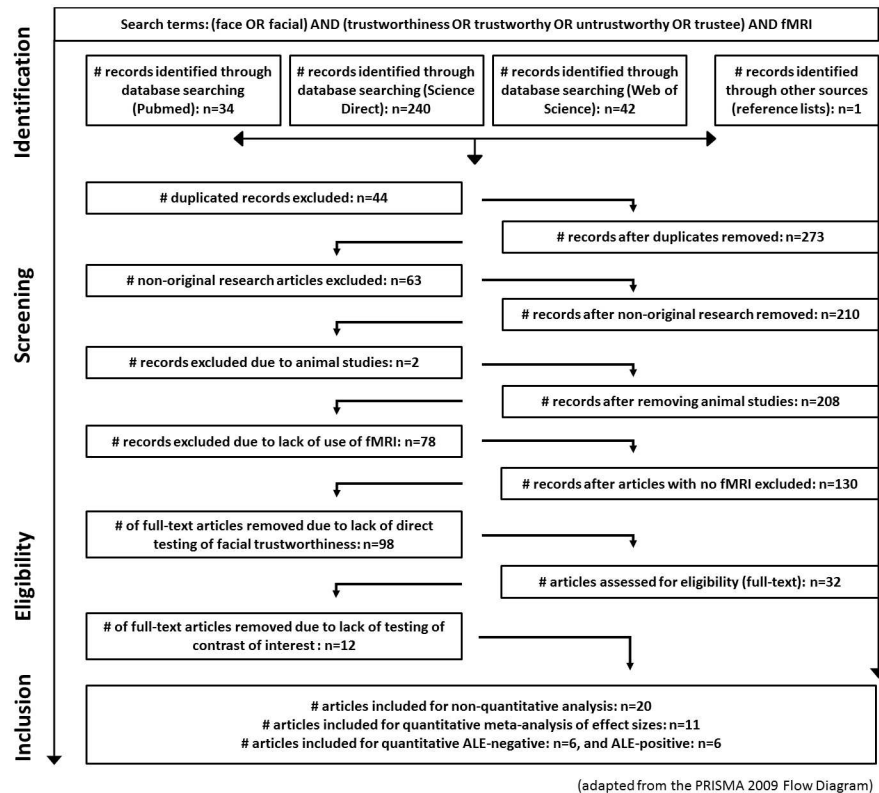 Search terms: (face OR facial) AND (trustworthiness OR trustworthy OR untrustworthy OR trustee) AND fMRI
Identification
# records identified through
database searching
(Pubmed): n=34
# records identified through
database searching (Science
Direct): n=240
# records identified through
database searching (Web of
Science): n=42
# records identified
through other sources
(reference lists): n=1
Screening
# duplicated records excluded: n=44
# records after duplicates removed: n=273
# non-original research articles excluded: n=63
# records after non-original research removed: n=210
# records excluded due to animal studies: n=2
# records after removing animal studies: n=208
# records excluded due to lack of use of fMRI: n=78
# records after articles with no fMRI excluded: n=130
Eligibility
# of full-text articles removed due to lack of direct
testing of facial trustworthiness: n=98
# articles assessed for eligibility (full-text): n=32
# of full-text articles removed due to lack of testing of
contrast of interest : n=12
Inclusion
# articles included for non-quantitative analysis: n=20
# articles included for quantitative meta-analysis of effect sizes: n=11
# articles included for quantitative ALE-negative: n=6, and ALE-positive: n=6
(adapted from the PRISMA 2009 Flow Diagram)